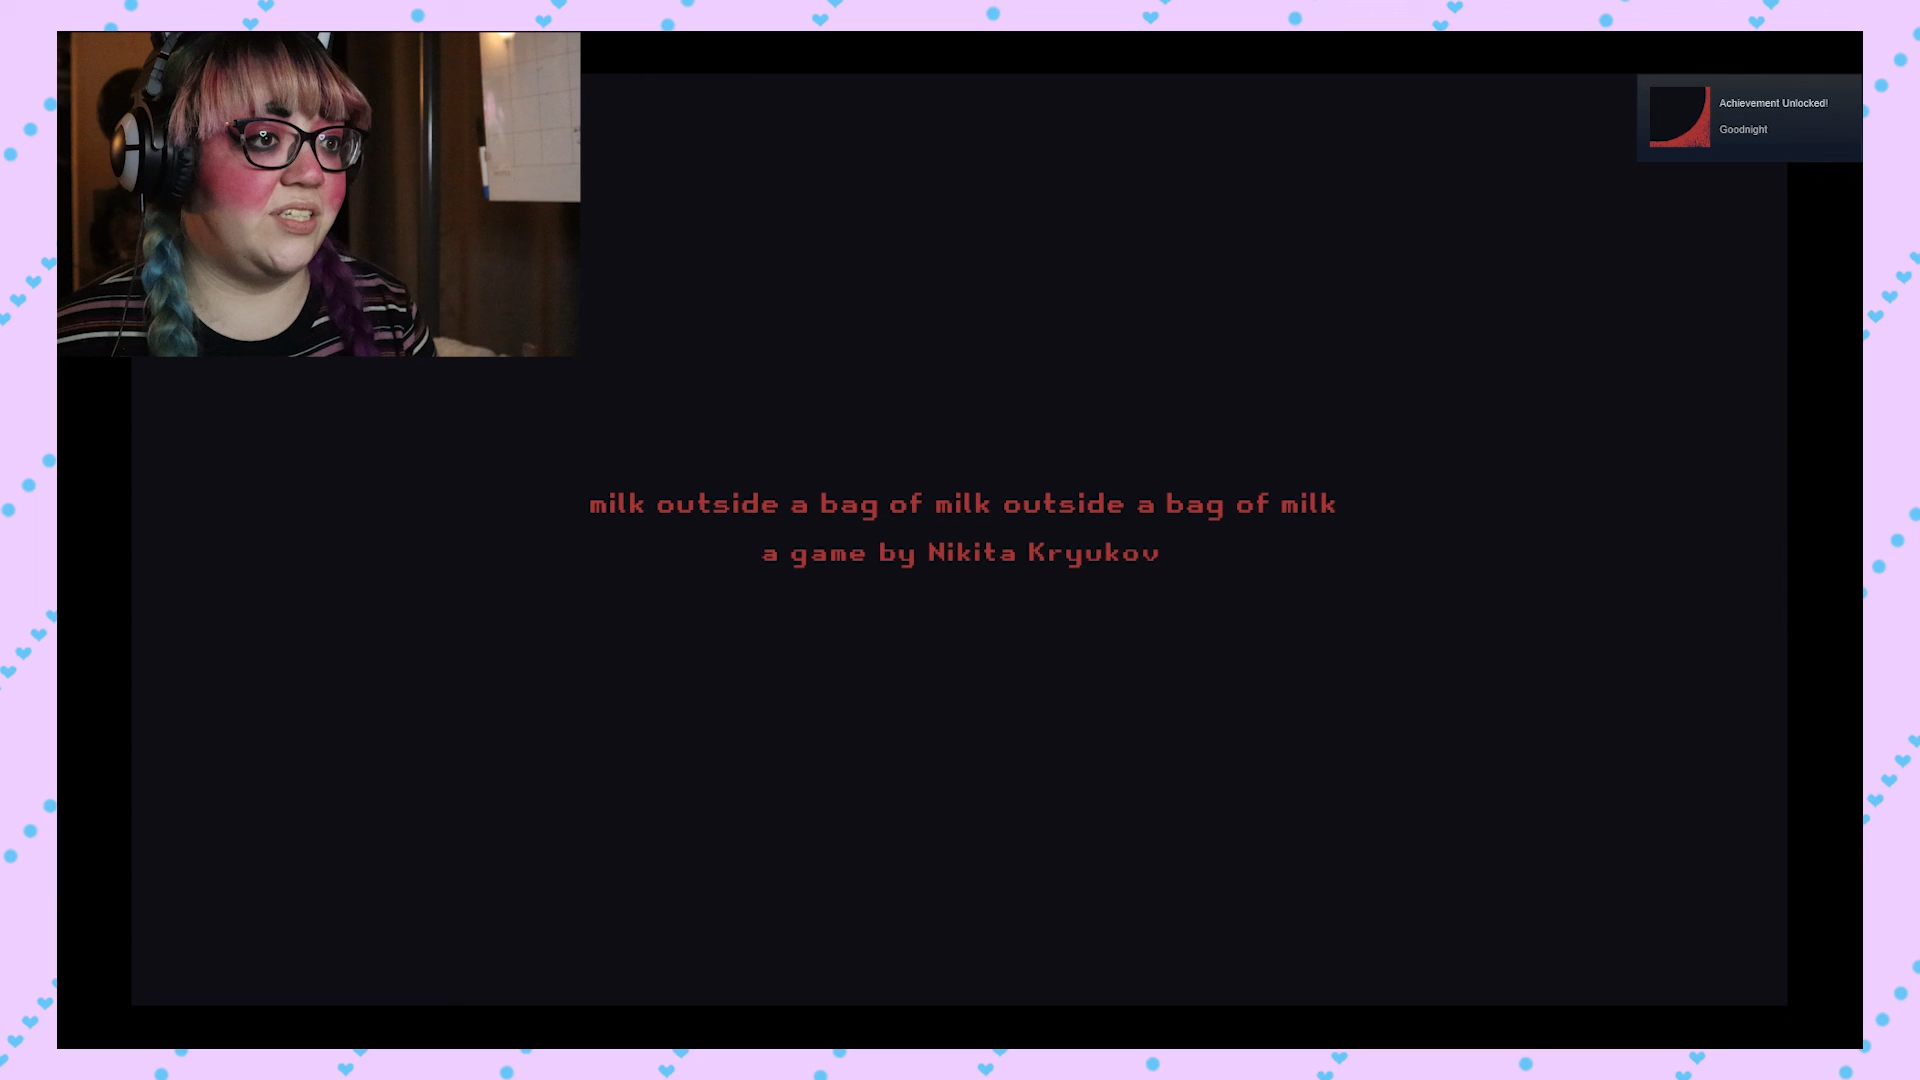 Achievement Unlocked!
Goodnight
milk outside a bag of milk outside a bag of milk
a game by Nikita Kryukov